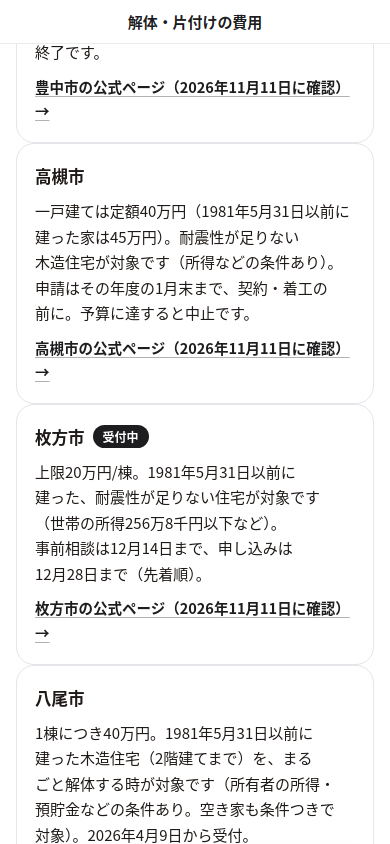 解体・片付けの費用
終了です。
豊中市の公式ページ（2026年11月11日に確認）
→
高槻市
一戸建ては定額40万円（1981年5月31日以前に
建った家は45万円）。耐震性が足りない
木造住宅が対象です（所得などの条件あり）。
申請はその年度の1月末まで、契約・着工の
前に。予算に達すると中止です。
高槻市の公式ページ（2026年11月11日に確認）
→
枚方市 受付中
上限20万円/棟。1981年5月31日以前に
建った、耐震性が足りない住宅が対象です
（世帯の所得256万8千円以下など）。
事前相談は12月14日まで、申し込みは
12月28日まで（先着順）。
枚方市の公式ページ（2026年11月11日に確認）
→
八尾市
1棟につき40万円。1981年5月31日以前に
建った木造住宅（2階建てまで）を、まる
ごと解体する時が対象です（所有者の所得・
預貯金などの条件あり。空き家も条件つきで
対象）。2026年4月9日から受付。